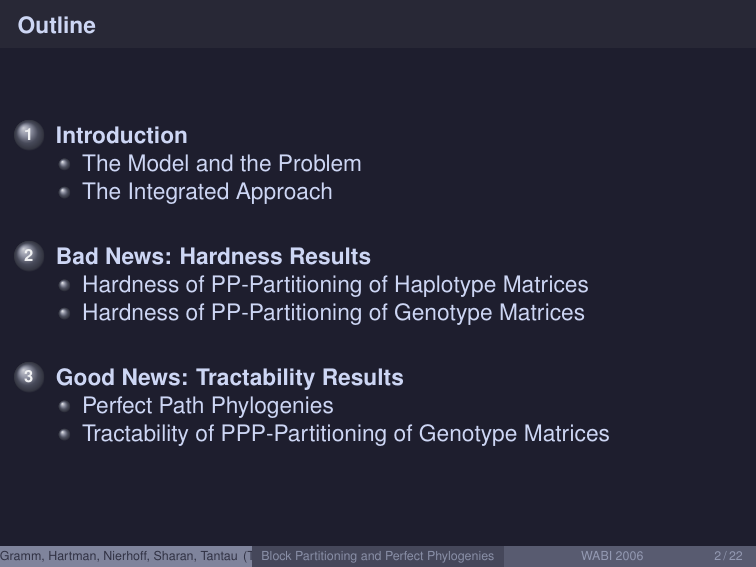 Outline
1 Introduction
The Model and the Problem
The Integrated Approach
2 Bad News: Hardness Results
Hardness of PP-Partitioning of Haplotype Matrices
Hardness of PP-Partitioning of Genotype Matrices
3 Good News: Tractability Results
Perfect Path Phylogenies
Tractability of PPP-Partitioning of Genotype Matrices
Gramm, Hartman, Nierhoff, Sharan, Tantau (T Block Partitioning and Perfect Phylogenies WABI 2006 2 / 22